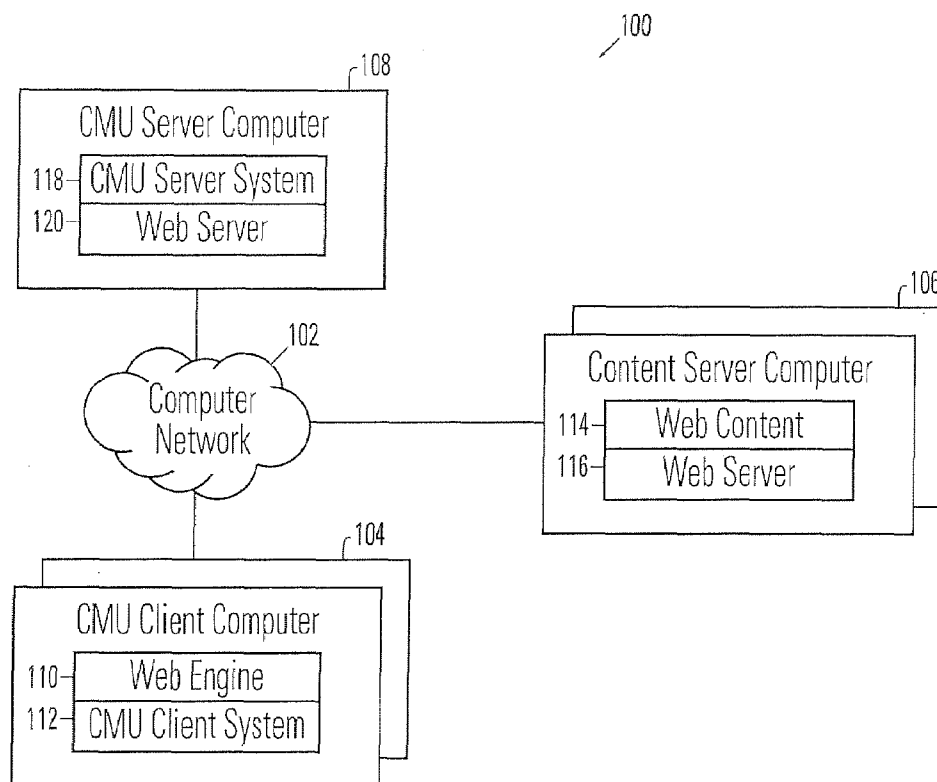 100
108
CMU Server Computer
118
CMU Server System
120
Web Server
102
Computer
Network
106
Content Server Computer
114
Web Content
116
Web Server
104
CMU Client Computer
110
Web Engine
112
CMU Client System